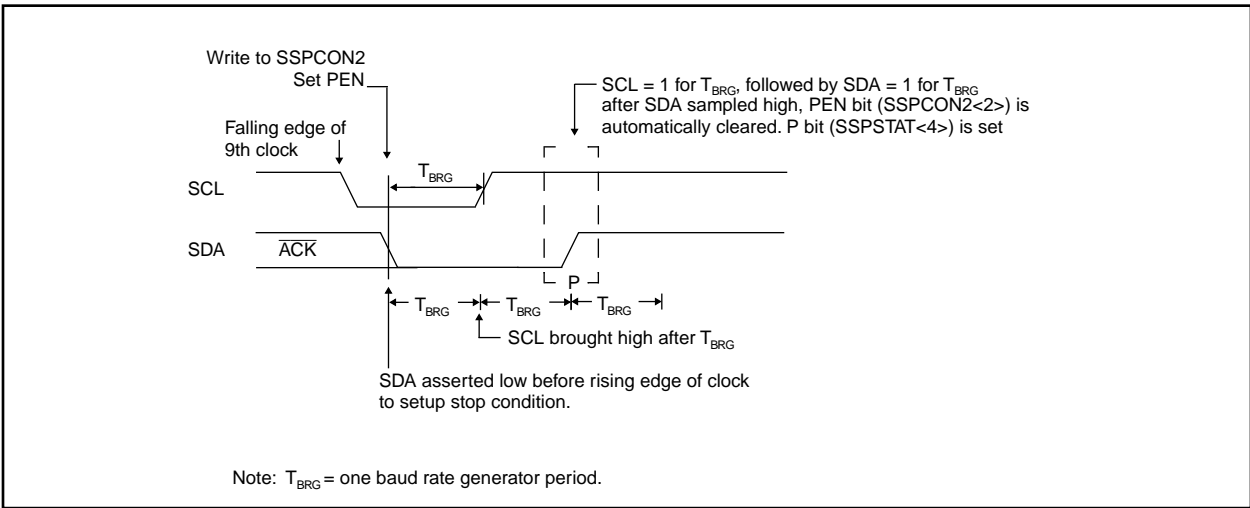 Write to SSPCON2
Set PEN
SCL = 1 for TBRG, followed by SDA = 1 for TBRG
after SDA sampled high, PEN bit (SSPCON2<2>) is
automatically cleared. P bit (SSPSTAT<4>) is set
Falling edge of
9th clock
TBRG
SCL
SDA
ACK
P
TBRG
TBRG
TBRG
SCL brought high after TBRG
SDA asserted low before rising edge of clock
to setup stop condition.
Note: TBRG = one baud rate generator period.